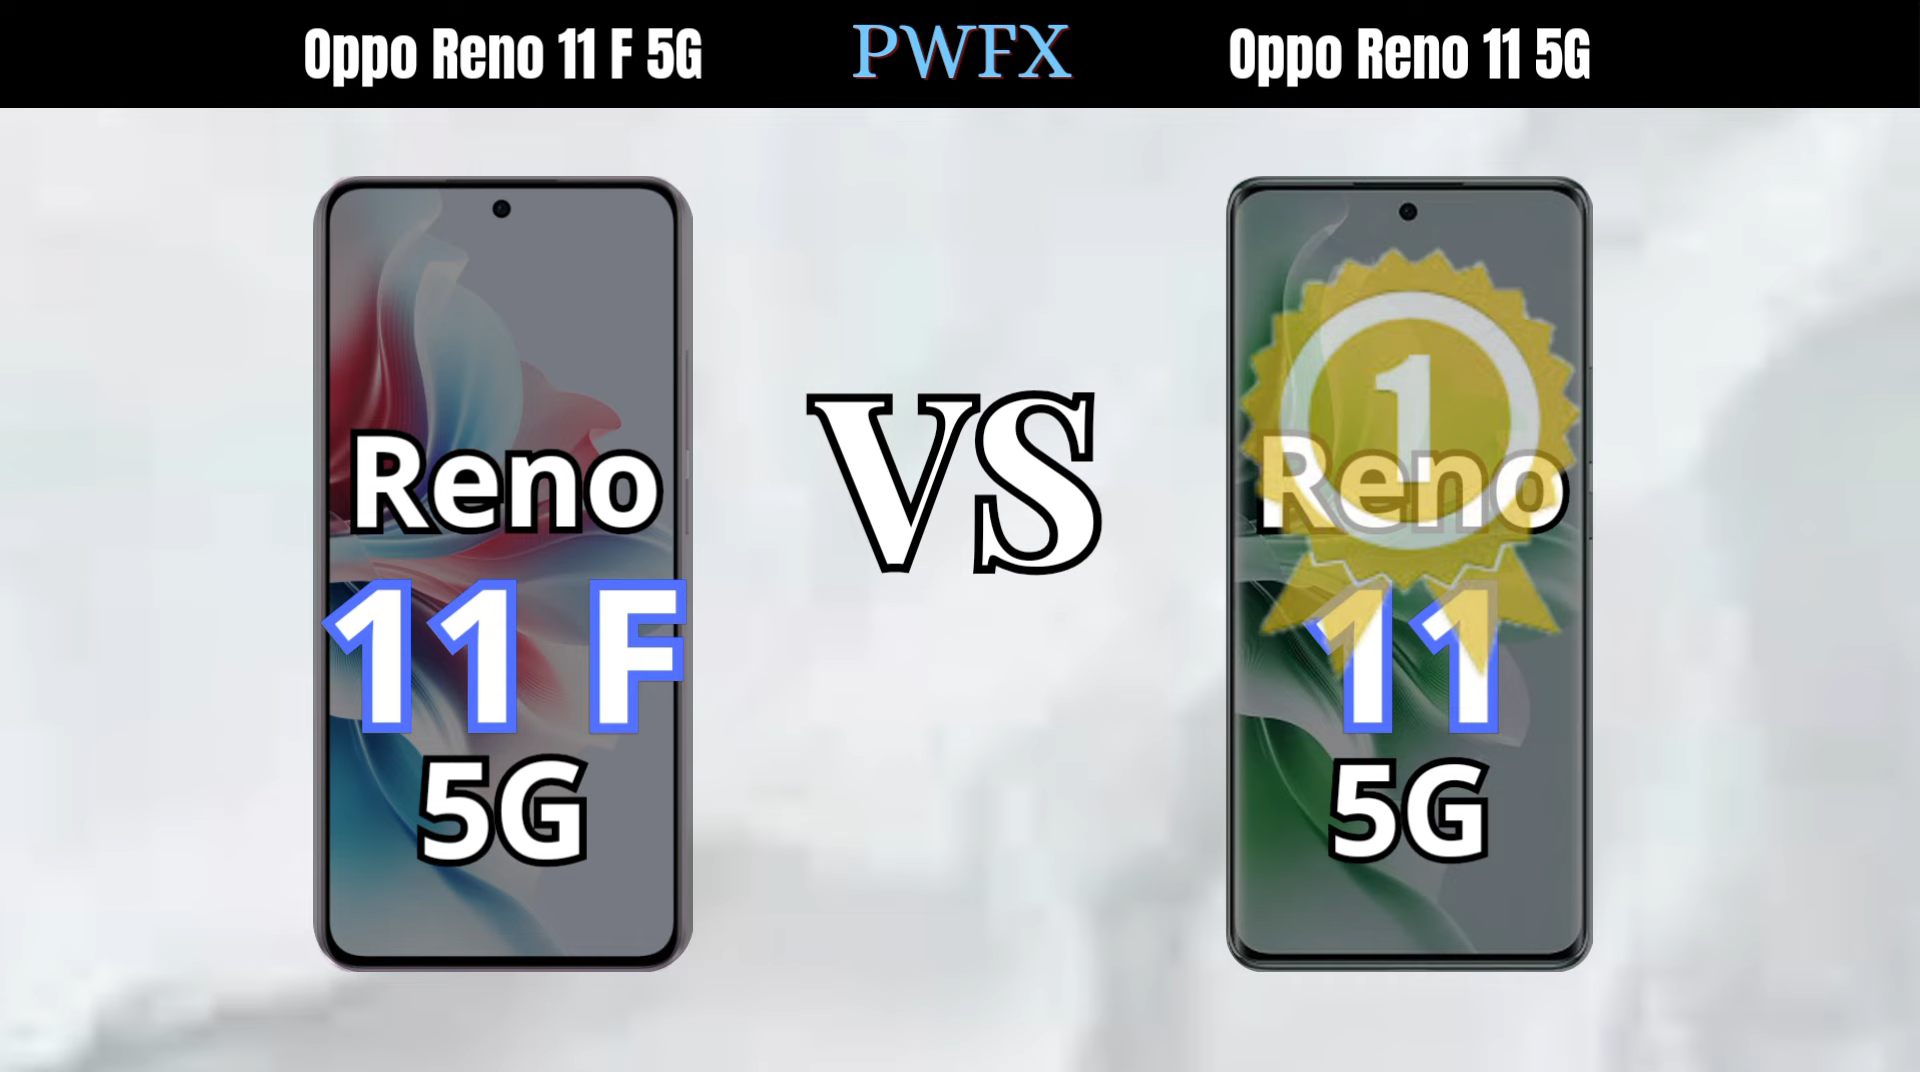 Oppo Reno 11 F 5G
PWFX
Oppo Reno 11 5G
Reno
11 F
5G
VS
1
Reno
11
5G